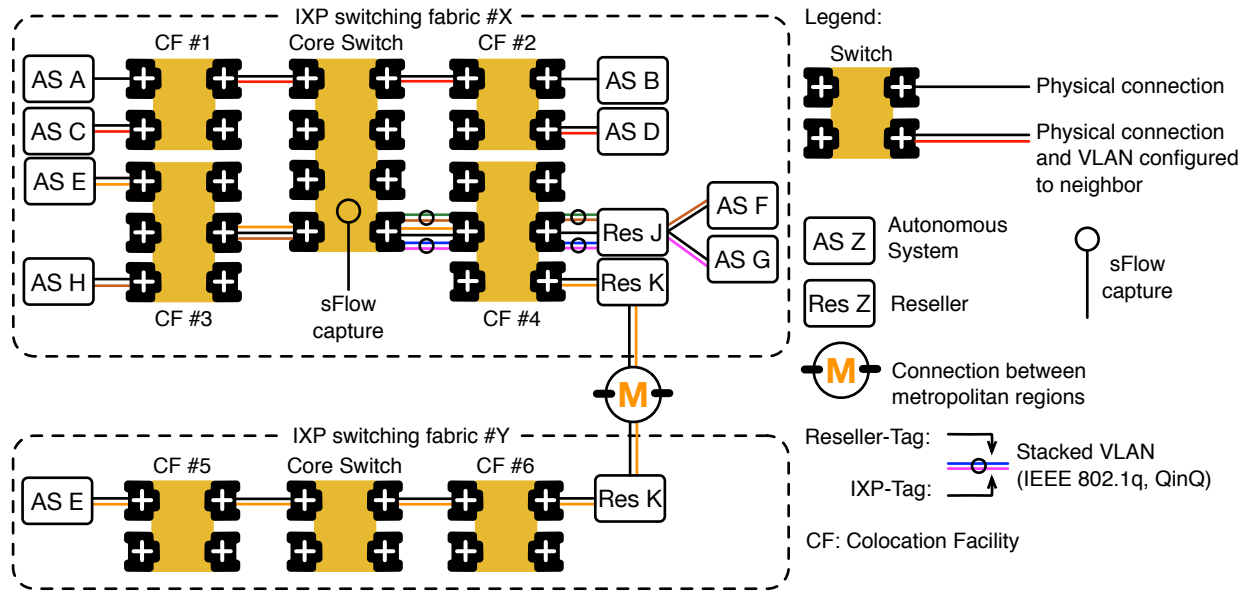 IXP switching fabric #X
CF #1
Core Switch
CF #2
AS A
AS B
AS C
AS D
AS E
AS F
Res J
AS G
AS H
Res K
CF #3
sFlow
capture
CF #4
M
IXP switching fabric #Y
CF #5
Core Switch
CF #6
AS E
Res K
Legend:
Switch
Physical connection
Physical connection
and VLAN configured
to neighbor
AS Z
Autonomous
System
Res Z
Reseller
sFlow
capture
M
Connection between
metropolitan regions
Reseller-Tag:
IXP-Tag:
Stacked VLAN
(IEEE 802.1q, QinQ)
CF: Colocation Facility